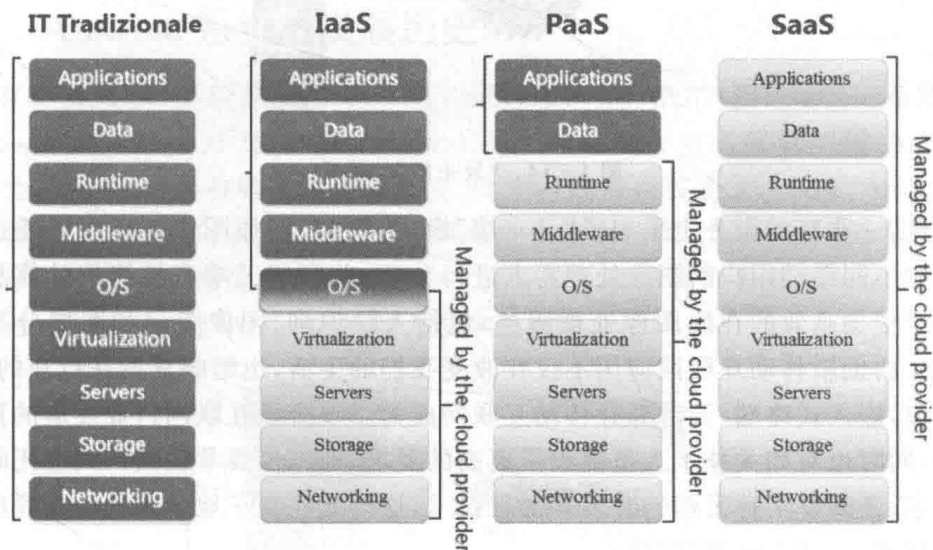 IT Tradizionale
Applications
Data
Runtime
Middleware
O/S
Virtualization
Servers
Storage
Networking
IaaS
Applications
Data
Runtime
Middleware
O/S
Virtualization
Servers
Storage
Networking
Managed by the cloud provider
PaaS
Applications
Data
Runtime
Middleware
O/S
Virtualization
Servers
Storage
Networking
Managed by the cloud provider
SaaS
Applications
Data
Runtime
Middleware
O/S
Virtualization
Servers
Storage
Networking
Managed by the cloud provider